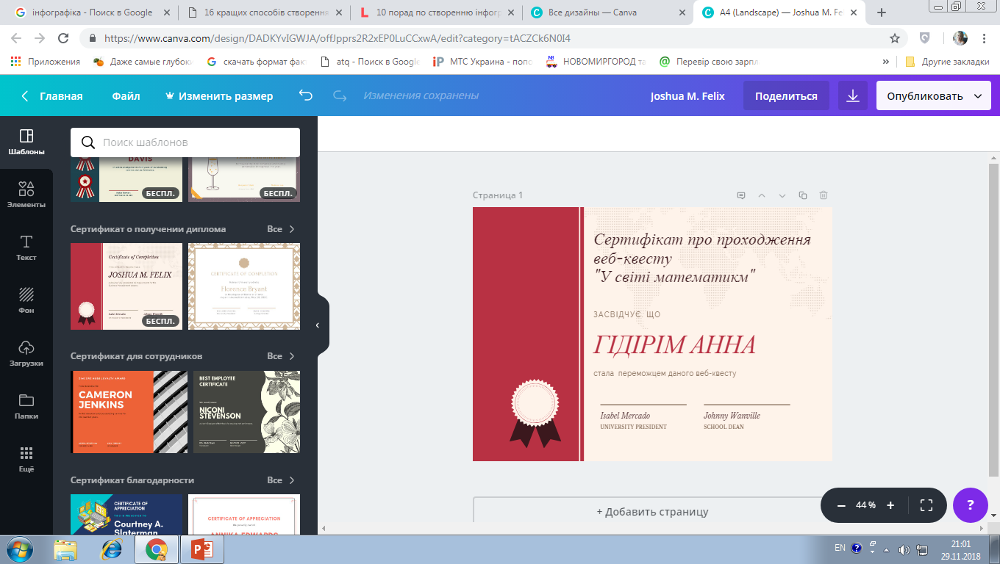 інфографіка - Поиск в Google
16 кращих способів створення
10 порад по створенню інфогр
Все дизайны — Canva
A4 (Landscape) — Joshua M. Fe
https://www.canva.com/design/DADKYvIGWJA/offJpprs2R2xEP0LuCCxwA/edit?category=tACZCk6N0I4
Приложения
Даже самые глубок
скачать формат фак
atq - Поиск в Google
МТС Украина - попо
НОВОМИРГОРОД та
Перевір свою зарпл
»
Другие закладки
Главная
Файл
Изменить размер
Изменения сохранены
Joshua M. Felix
Поделиться
Опубликовать
Шаблоны
Элементы
Текст
Фон
Загрузки
Папки
Ещё
Поиск шаблонов
DAVIS
БЕСПЛ.
БЕСПЛ.
Сертификат о получении диплома
Все
Certificate of Completion
JOSHUA M. FELIX
БЕСПЛ.
CERTIFICATE OF COMPLETION
Florence Bryant
Сертификат для сотрудников
Все
CAMERON
JENKINS
BEST EMPLOYEE
CERTIFICATE
NICONI
STEVENSON
Сертификат благодарности
Все
CERTIFICATE OF
APPRECIATION
Courtney A.
Slaterman
CERTIFICATE OF APPRECIATION
ANNIKA EDWARDS
Страница 1
Сертифікат про проходження
веб-квесту
"У світі математикм"
ЗАСВІДЧУЄ, ЩО
ГІДІРІМ АННА
стала переможцем даного веб-квесту
Isabel Mercado
UNIVERSITY PRESIDENT
Johnny Wanville
SCHOOL DEAN
+ Добавить страницу
44 %
?
EN
21:01
29.11.2018